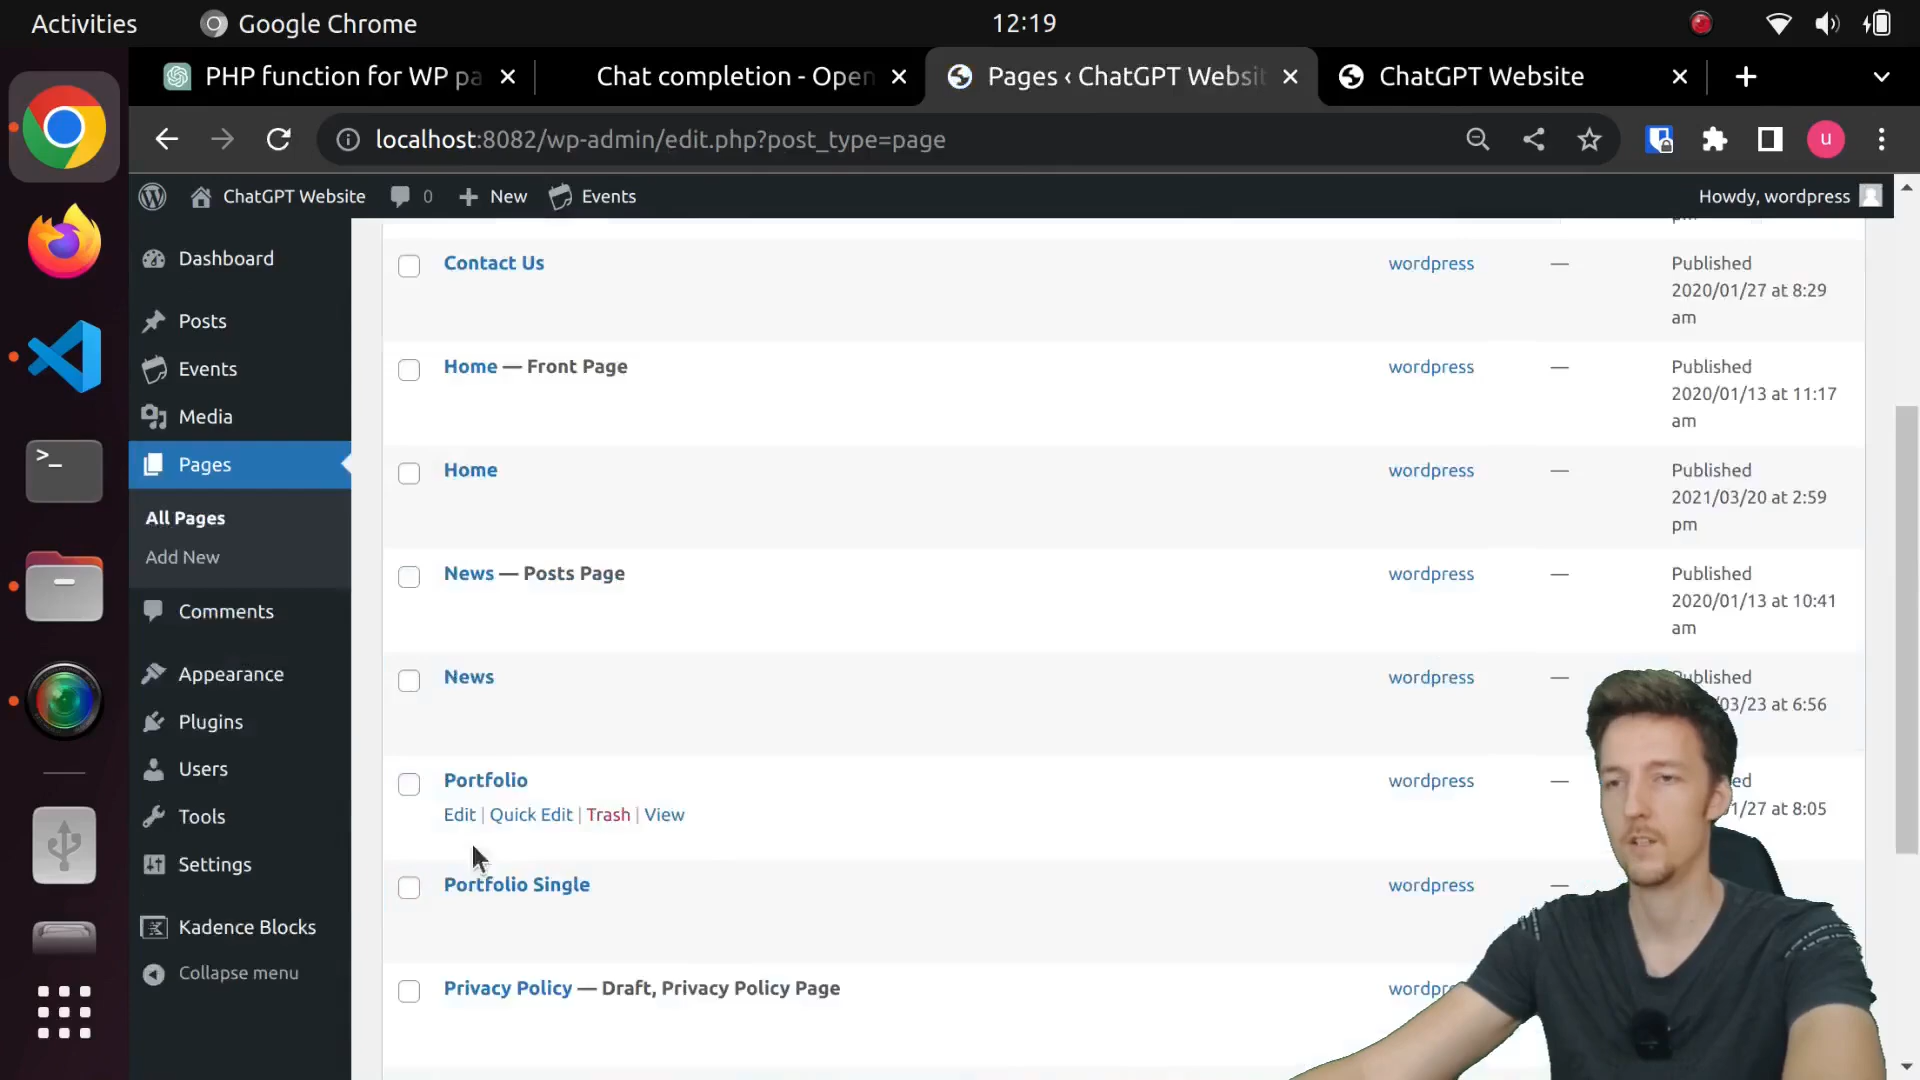 Activities Google Chrome 12:19
PHP function for WP pa Chat completion - Open Pages ‹ ChatGPT Websit ChatGPT Website
localhost:8082/wp-admin/edit.php?post_type=page u
ChatGPT Website 0 New Events Howdy, wordpress
Dashboard
Posts
Events
Media
Pages
All Pages
Add New
Comments
Appearance
Plugins
Users
Tools
Settings
Kadence Blocks
Collapse menu
Contact Us wordpress — Published
2020/01/27 at 8:29
am
Home — Front Page wordpress — Published
2020/01/13 at 11:17
am
Home wordpress — Published
2021/03/20 at 2:59
pm
News — Posts Page wordpress — Published
2020/01/13 at 10:41
am
News wordpress — ublished
03/23 at 6:56
Portfolio wordpress — ed
Edit | Quick Edit | Trash | View
1/27 at 8:05
Portfolio Single wordpress —
Privacy Policy — Draft, Privacy Policy Page wordpre